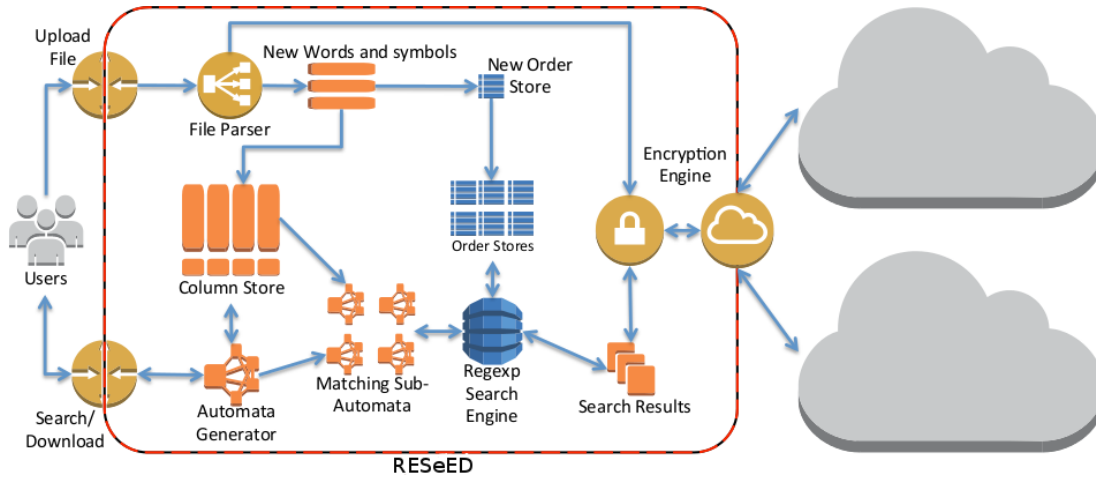 Upload
File
New Words and symbols
New Order
Store
File Parser
Encryption
Engine
Users
Column Store
Order Stores
Search/
Download
Automata
Generator
Matching Sub-
Automata
Regexp
Search
Engine
Search Results
RESeED